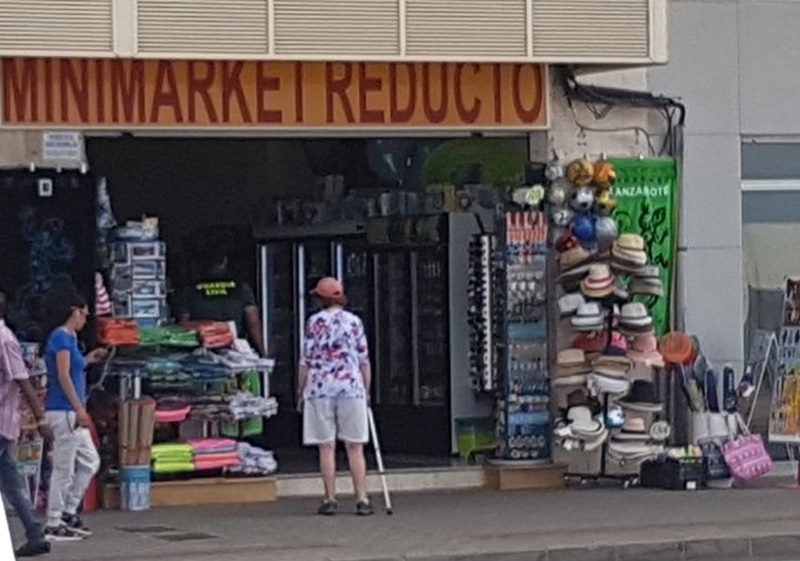 MINIMARKET REDUCTO
LANZAROTE
GUARDIA
CIVIL